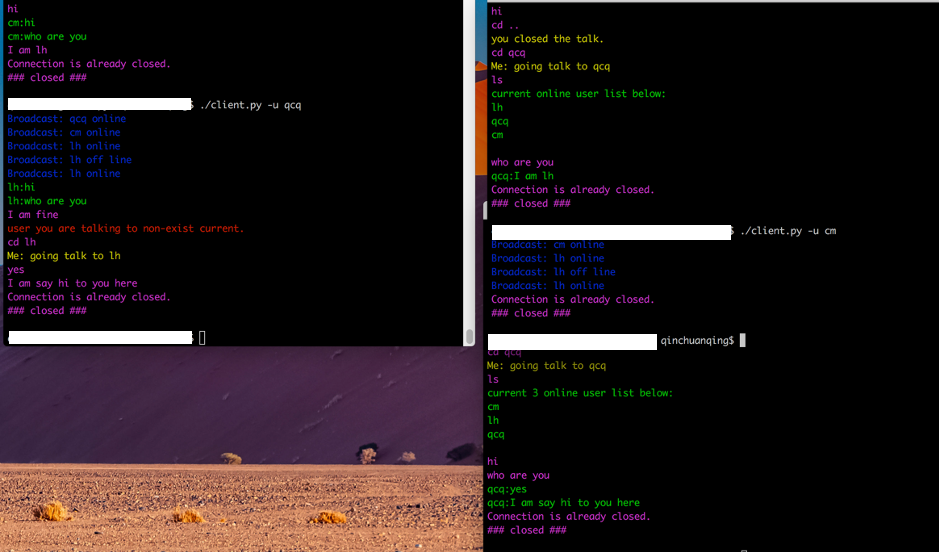 hi
cm:hi
cm:who are you
I am lh
Connection is already closed.
### closed ###
$ ./client.py -u qcq
Broadcast: qcq online
Broadcast: cm online
Broadcast: lh online
Broadcast: lh off line
Broadcast: lh online
lh:hi
lh:who are you
I am fine
user you are talking to non-exist current.
cd lh
Me: going talk to lh
yes
I am say hi to you here
Connection is already closed.
### closed ###
hi
cd ..
you closed the talk.
cd qcq
Me: going talk to qcq
ls
current online user list below:
lh
qcq
cm
who are you
qcq:I am lh
Connection is already closed.
### closed ###
$ ./client.py -u cm
Broadcast: cm online
Broadcast: lh online
Broadcast: lh off line
Broadcast: lh online
Connection is already closed.
### closed ###
qinchuanqing$
cd qcq
Me: going talk to qcq
ls
current 3 online user list below:
cm
lh
qcq
hi
who are you
qcq:yes
qcq:I am say hi to you here
Connection is already closed.
### closed ###